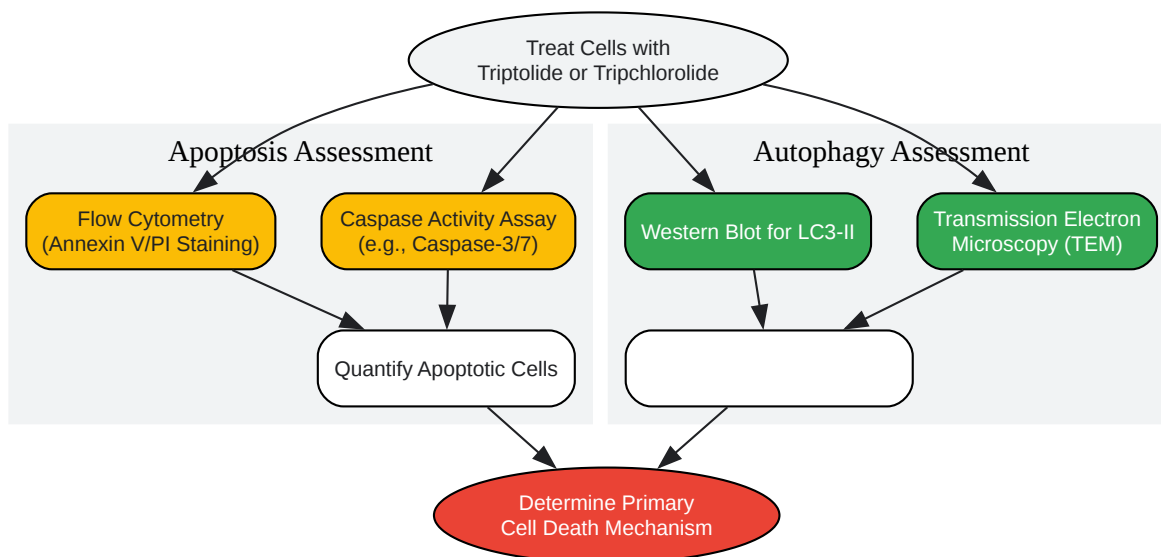 Treat Cells with
Triptolide or Tripchlorolide
Apoptosis Assessment
Autophagy Assessment
Flow Cytometry
(Annexin V/PI Staining)
Caspase Activity Assay
(e.g., Caspase-3/7)
Western Blot for LC3-II
Transmission Electron
Microscopy (TEM)
Quantify Apoptotic Cells
Determine Primary
Cell Death Mechanism